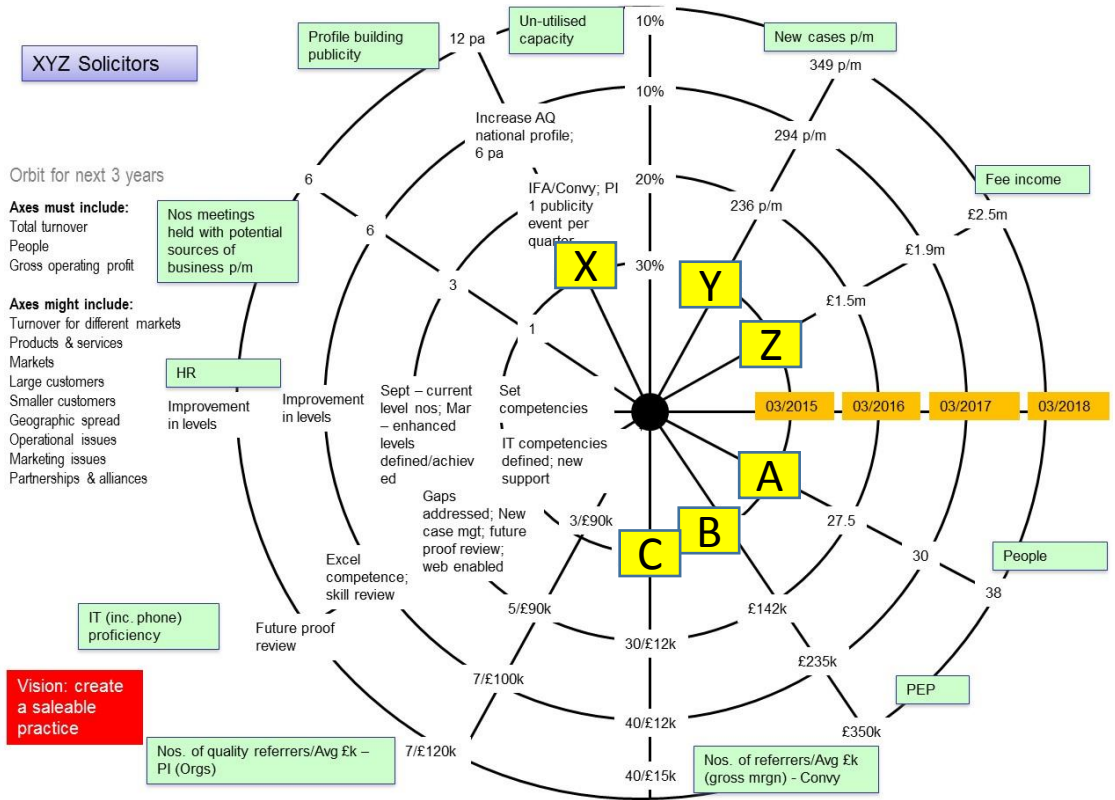 XYZ Solicitors
Profile building
publicity
12 pa
Un-utilised
capacity
10%
New cases p/m
349 p/m
10%
294 p/m
20%
236 p/m
30%
Increase AQ
national profile;
6 pa
IFA/Convy; PI
1 publicity
event per
quarter
Orbit for next 3 years
Axes must include:
Total turnover
People
Gross operating profit
Axes might include:
Turnover for different markets
Products & services
Markets
Large customers
Smaller customers
Geographic spread
Operational issues
Marketing issues
Partnerships & alliances
Nos meetings
held with potential
sources of
business p/m
6
6
3
1
Fee income
£2.5m
£1.9m
£1.5m
X
Y
Z
A
B
C
HR
Improvement
in levels
Improvement
in levels
Sept – current
level nos; Mar
– enhanced
levels
defined/achiev
ed
Set
competencies
03/2015
03/2016
03/2017
03/2018
IT competencies
defined; new
support
Gaps
addressed; New
case mgt; future
proof review;
web enabled
Excel
competence;
skill review
Future proof
review
IT (inc. phone)
proficiency
27.5
30
38
People
3/£90k
5/£90k
7/£100k
7/£120k
30/£12k
40/£12k
40/£15k
£142k
£235k
£350k
PEP
Vision: create
a saleable
practice
Nos. of quality referrers/Avg £k –
PI (Orgs)
Nos. of referrers/Avg £k
(gross mrgn) - Convy